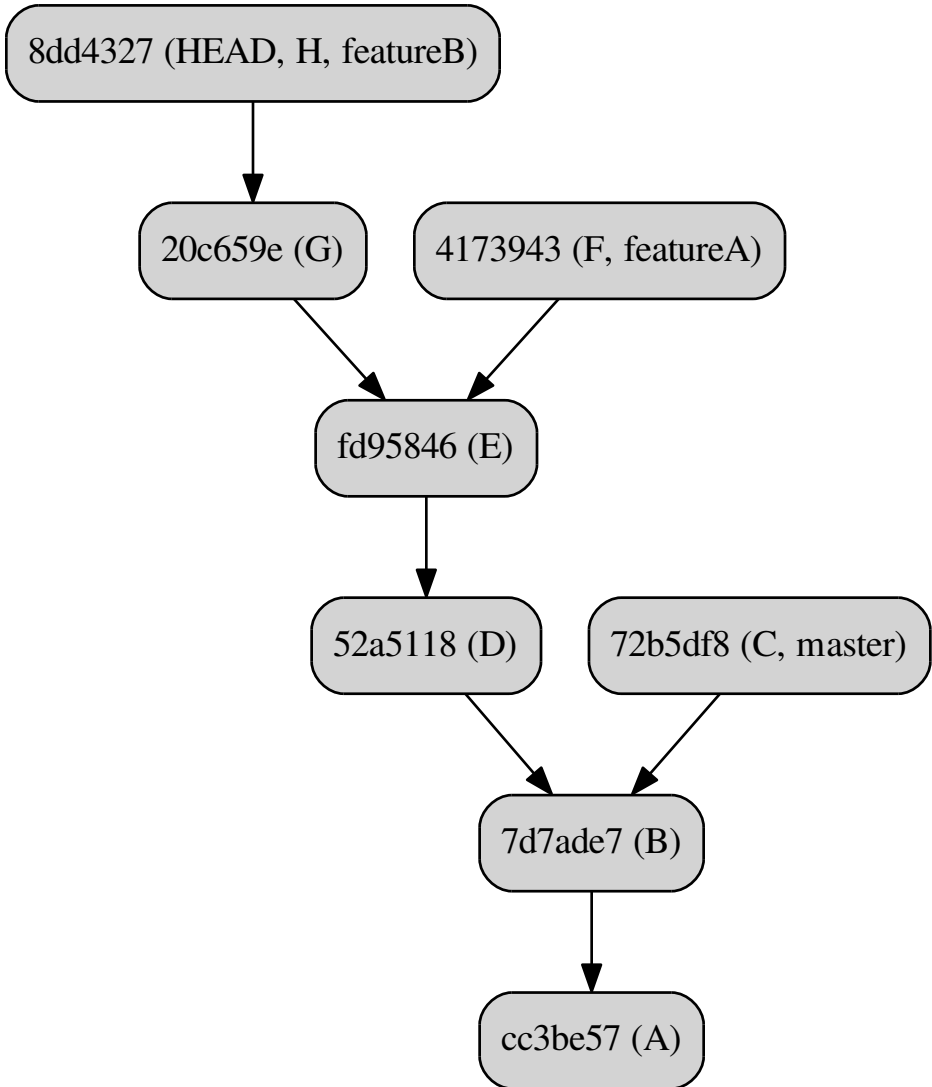 8dd4327 (HEAD, H, featureB)
20c659e (G)
4173943 (F, featureA)
fd95846 (E)
52a5118 (D)
72b5df8 (C, master)
7d7ade7 (B)
cc3be57 (A)